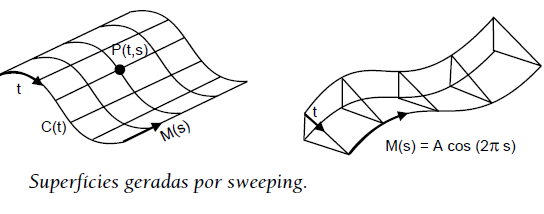 P(t,s)
t
C(t)
M(s)
t
M(s) = A cos (2π s)
Superfícies geradas por sweeping.